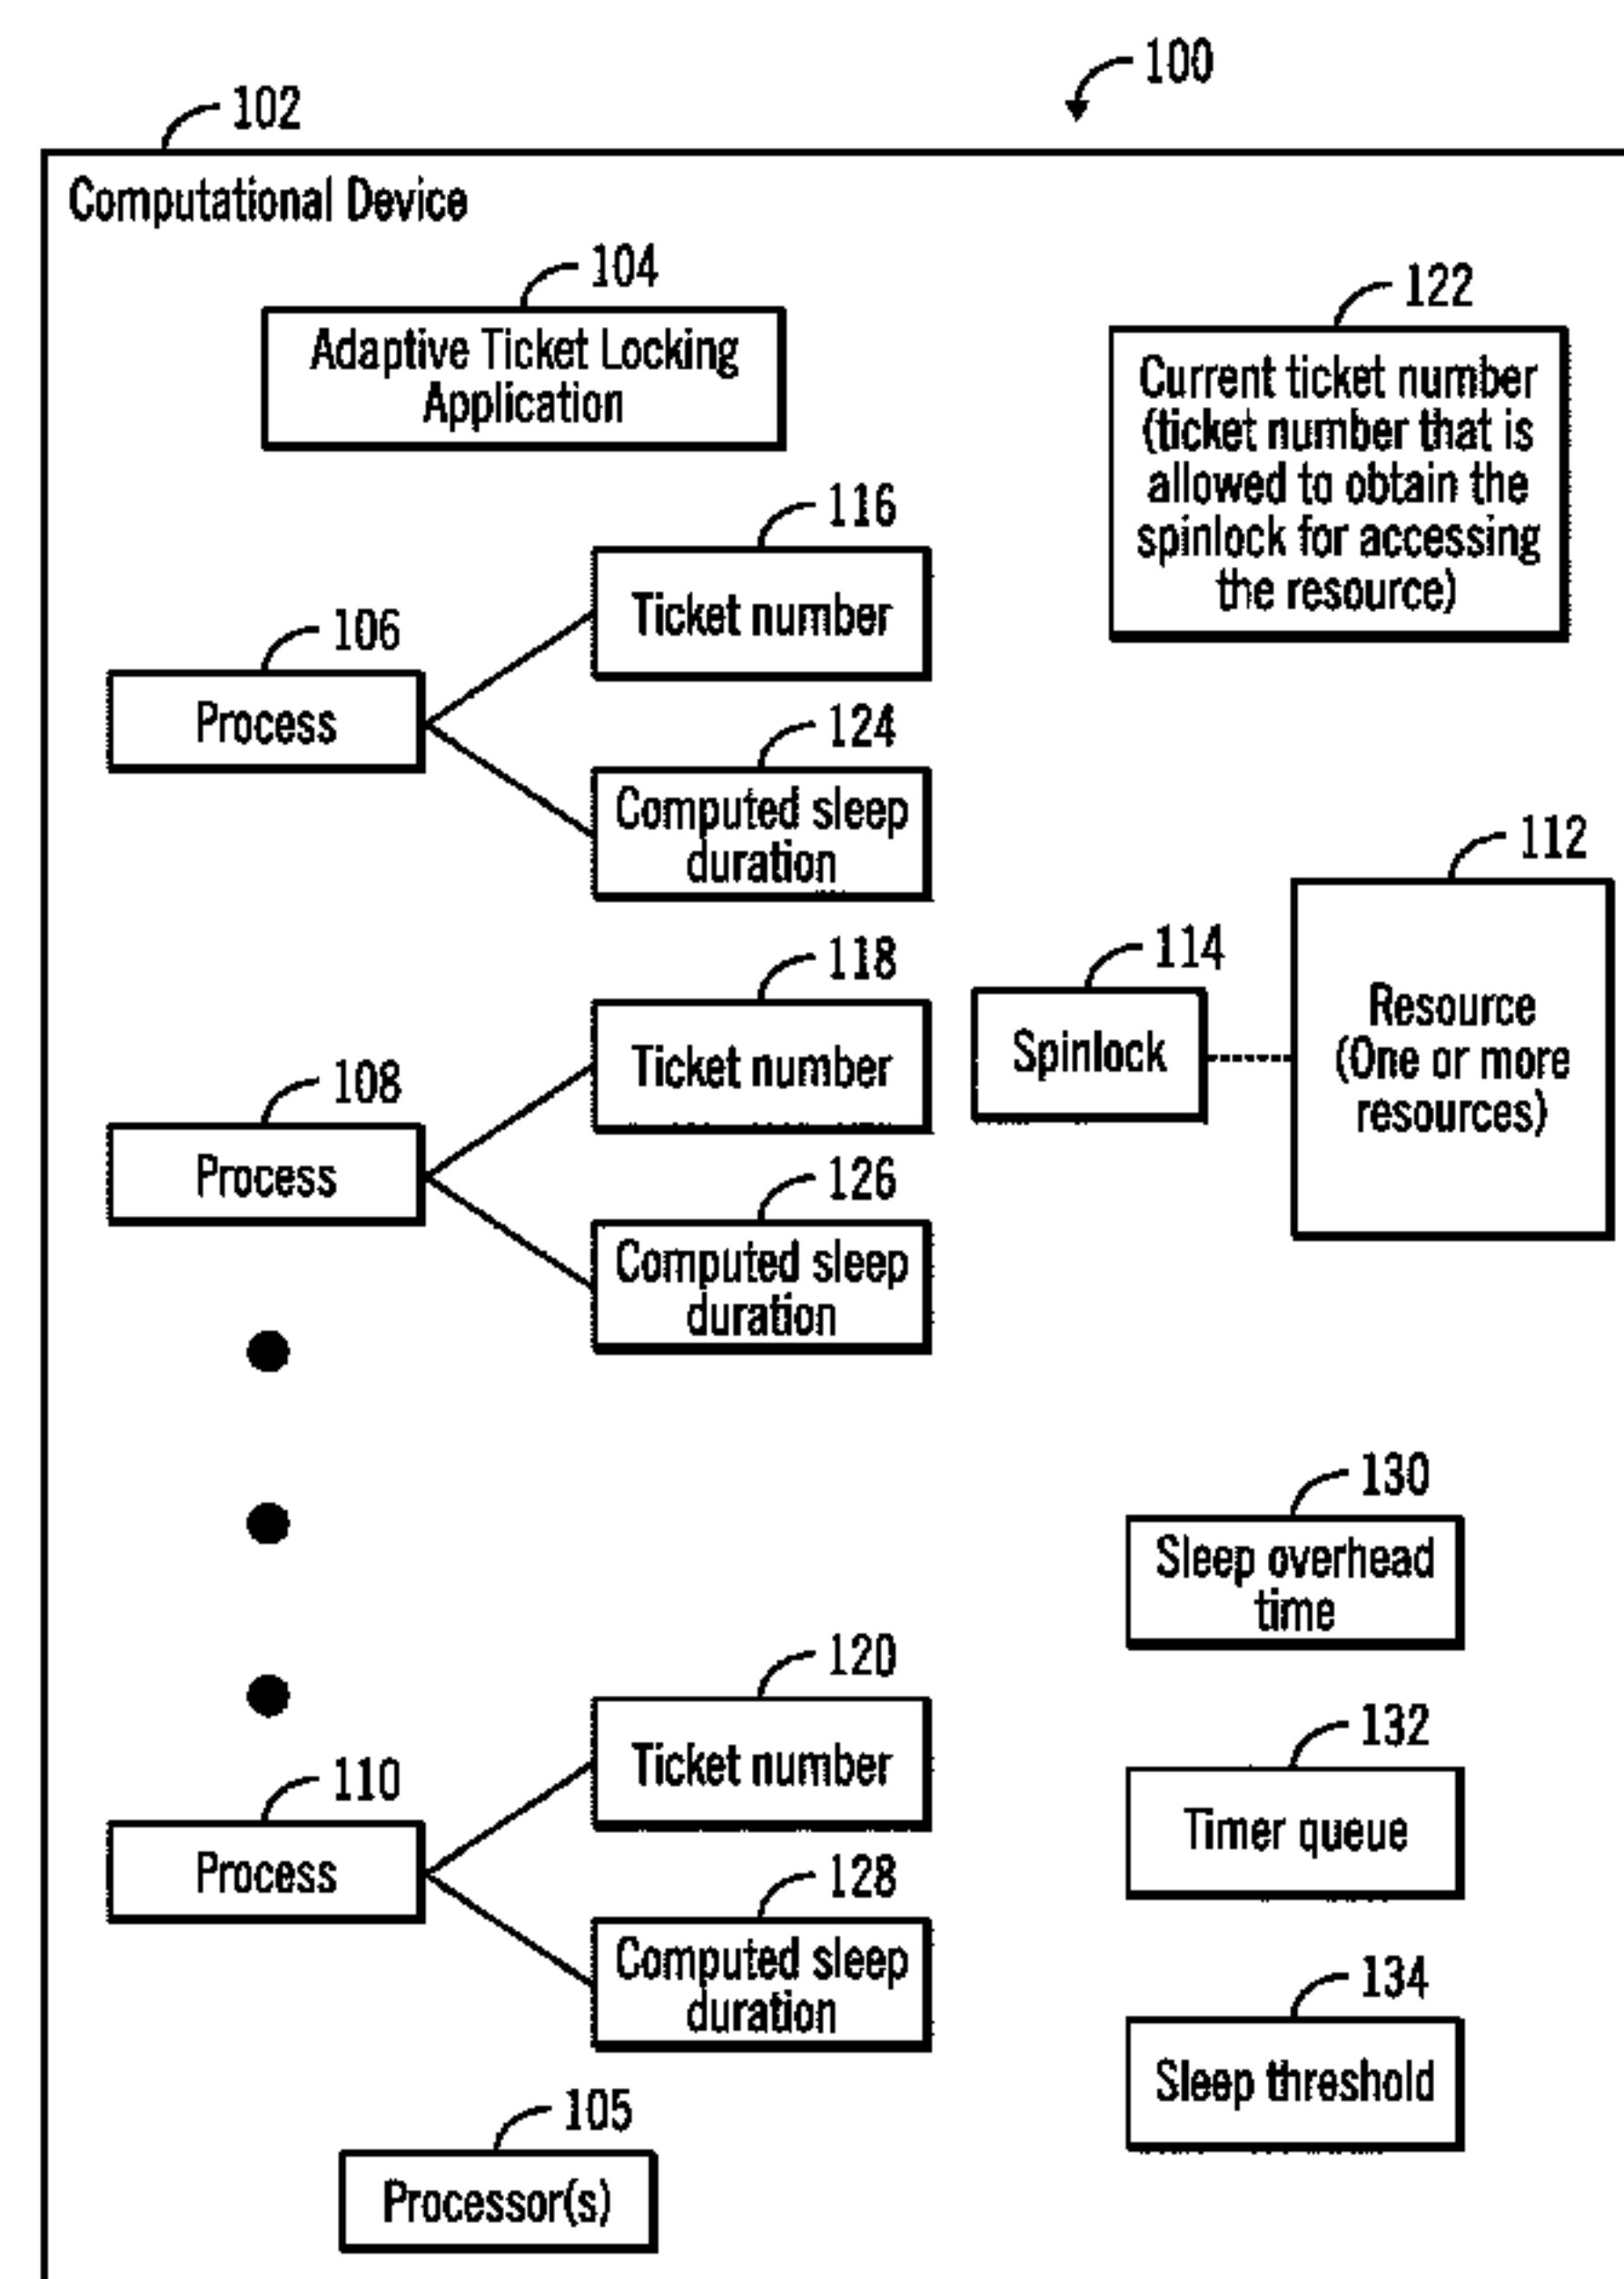 100
102
Computational Device
104
Adaptive Ticket Locking
Application
122
Current ticket number
(ticket number that is
allowed to obtain the
spinlock for accessing
the resource)
116
Ticket number
106
Process
124
Computed sleep
duration
112
Resource
(One or more
resources)
114
Spinlock
118
Ticket number
108
Process
126
Computed sleep
duration
130
Sleep overhead
time
120
Ticket number
132
Timer queue
110
Process
128
Computed sleep
duration
134
Sleep threshold
105
Processor(s)